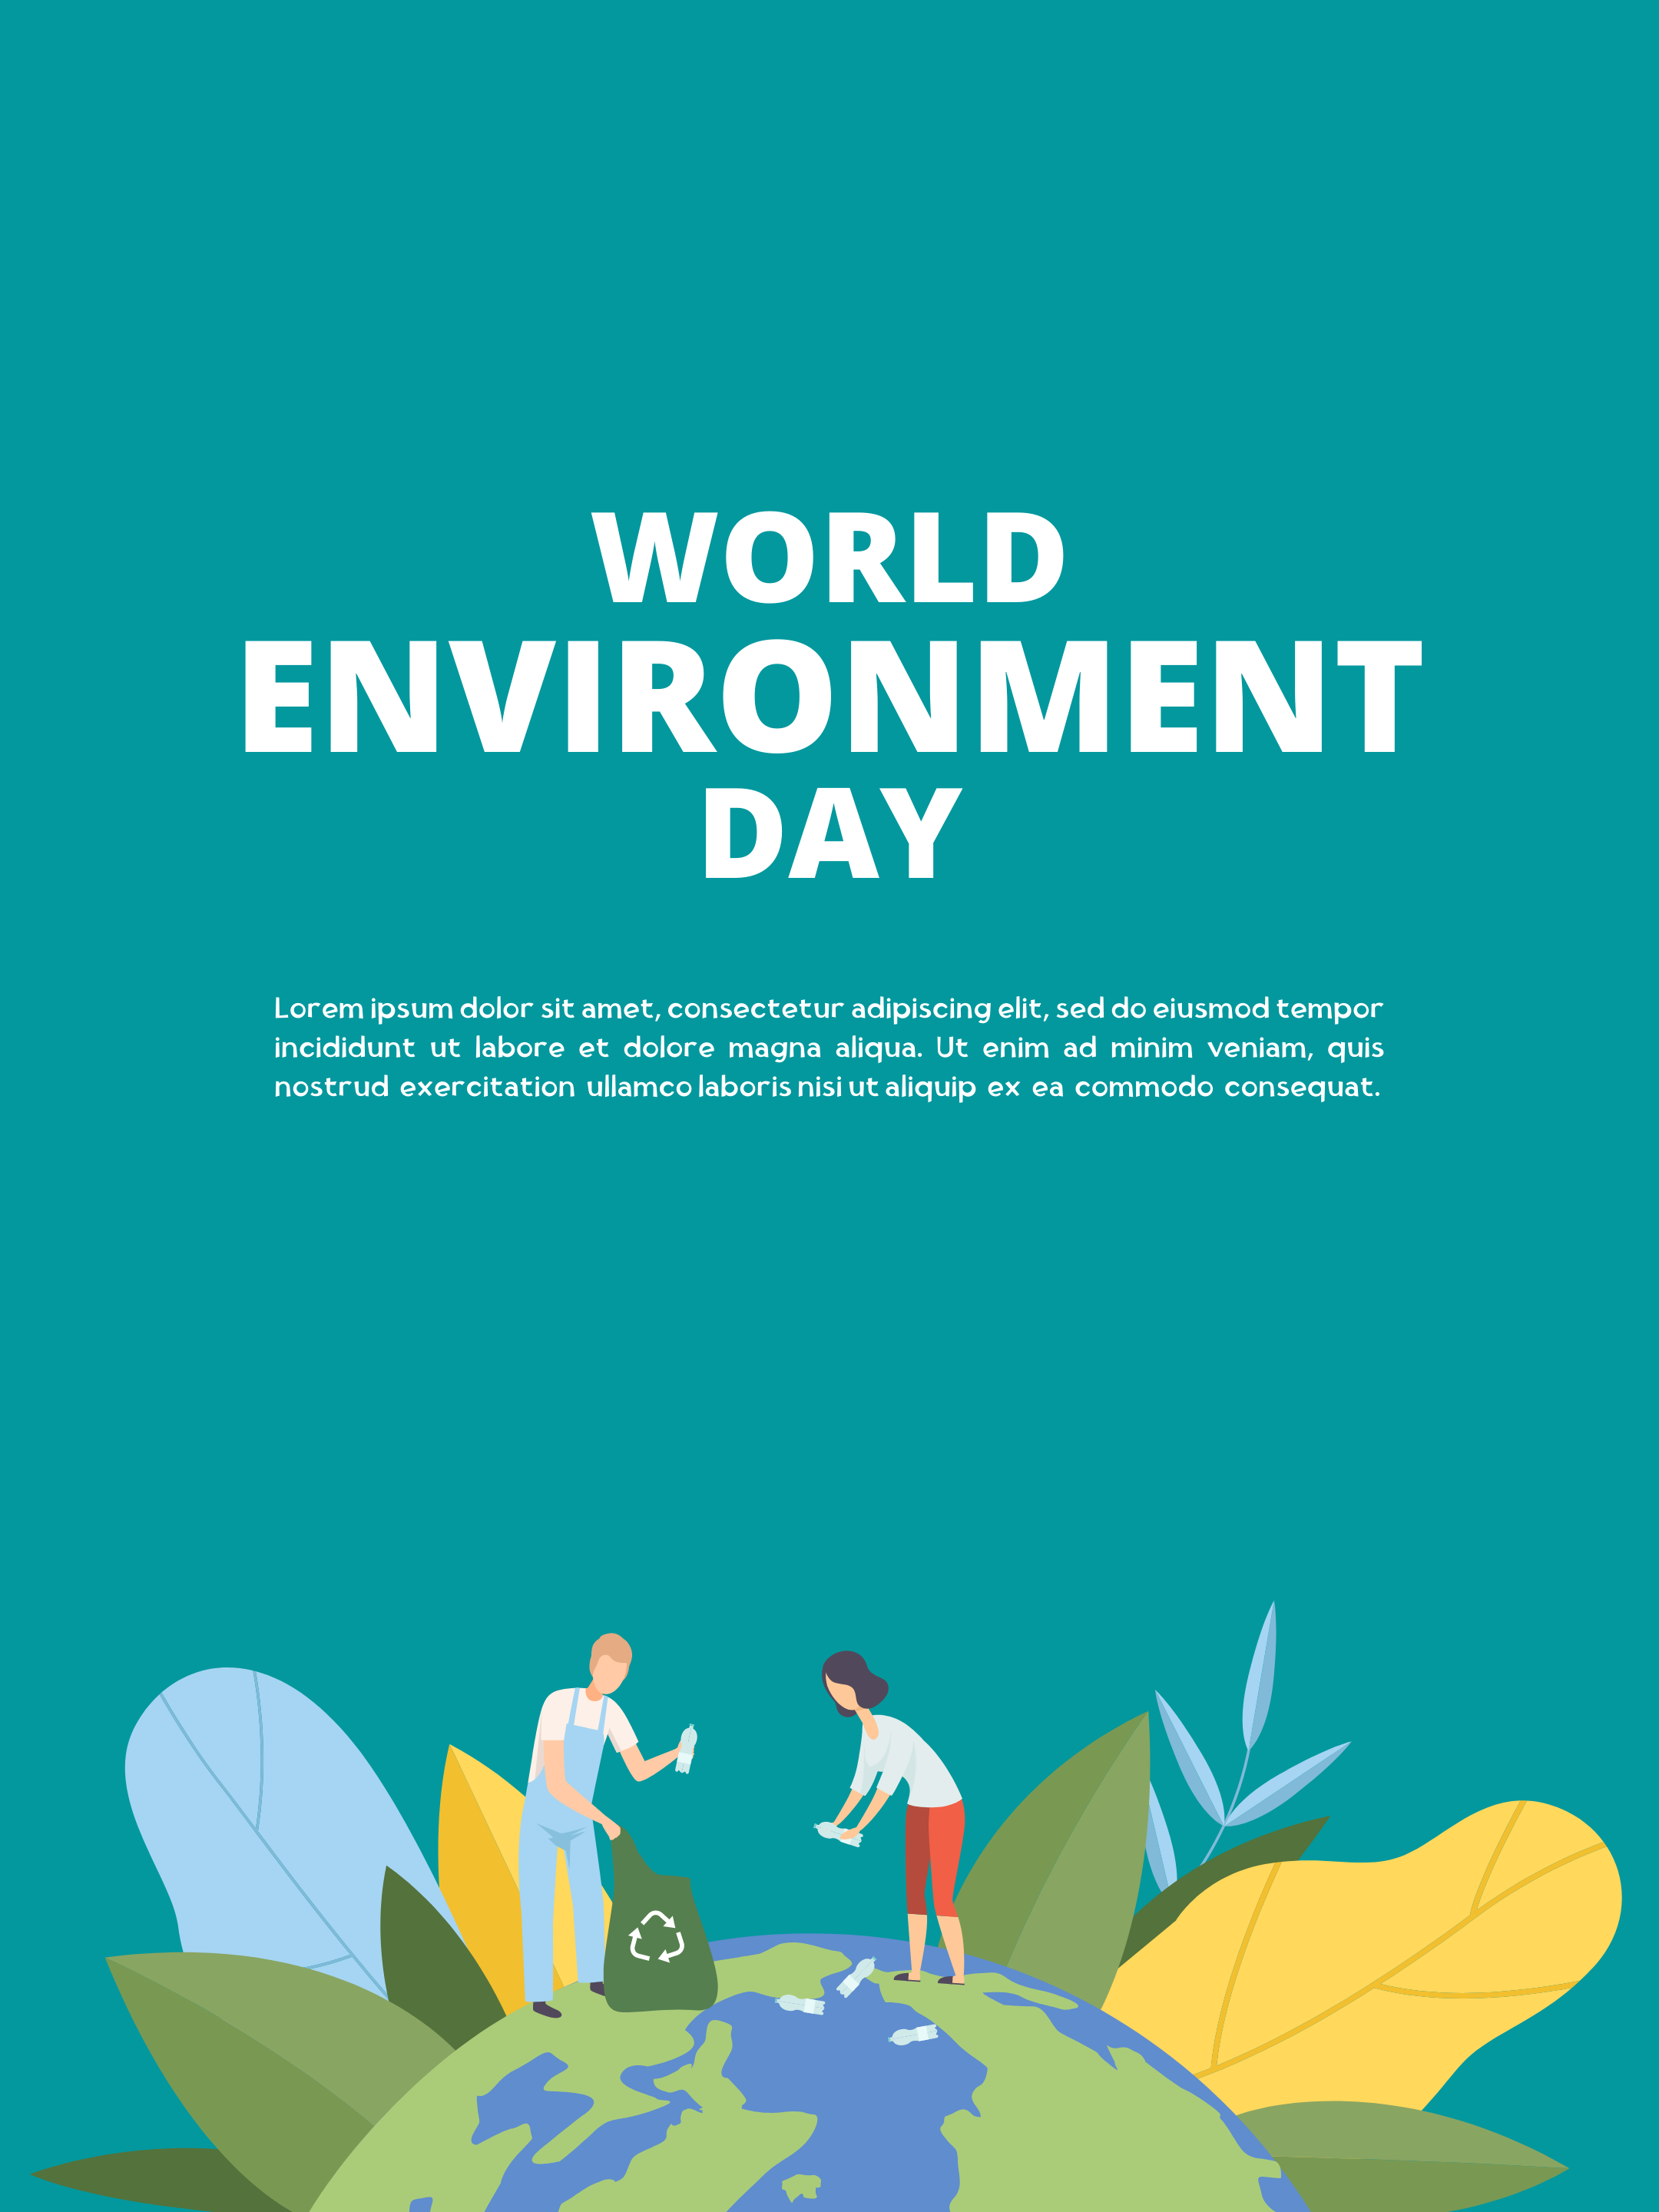 WORLD
ENVIRONMENT
DAY
Lorem ipsum dolor sit amet, consectetur adipiscing elit, sed do eiusmod tempor
incididunt ut labore et dolore magna aliqua. Ut enim ad minim veniam, quis
nostrud exercitation ullamco laboris nisi ut aliquip ex ea commodo consequat.